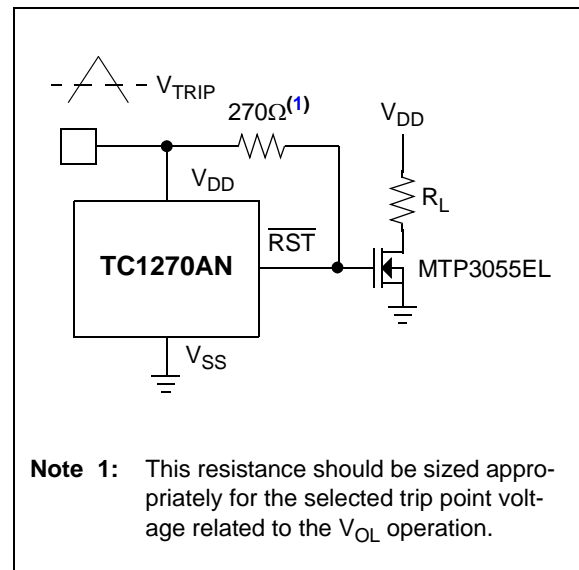 V_TRIP
270Ω(1)
V_DD
V_DD
R_L
RST
TC1270AN
MTP3055EL
V_SS
Note 1: This resistance should be sized appro-
priately for the selected trip point volt-
age related to the V_OL operation.